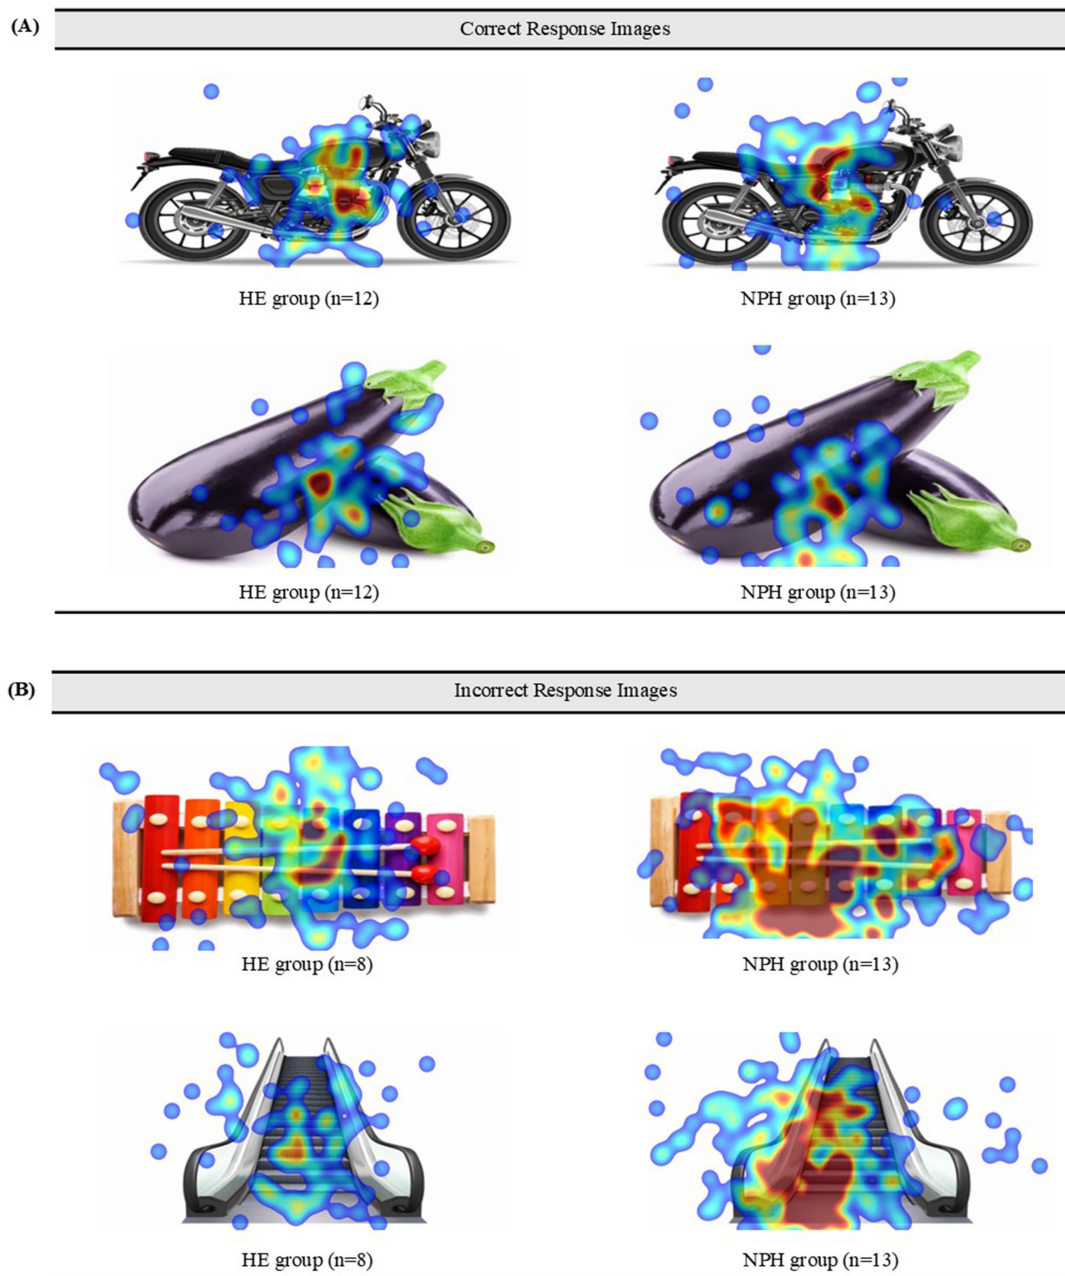 (A)
Correct Response Images
HE group (n=12)
NPH group (n=13)
HE group (n=12)
NPH group (n=13)
(B)
Incorrect Response Images
HE group (n=8)
NPH group (n=13)
HE group (n=8)
NPH group (n=13)